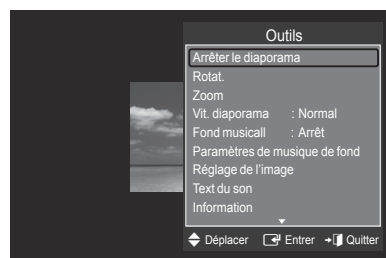 Outils
Arrêter le diaporama
Rotat.
Zoom
Vit. diaporama : Normal
Fond musicall : Arrêt
Paramètres de musique de fond
Réglage de l'image
Text du son
Information
Déplacer Entrer Quitter